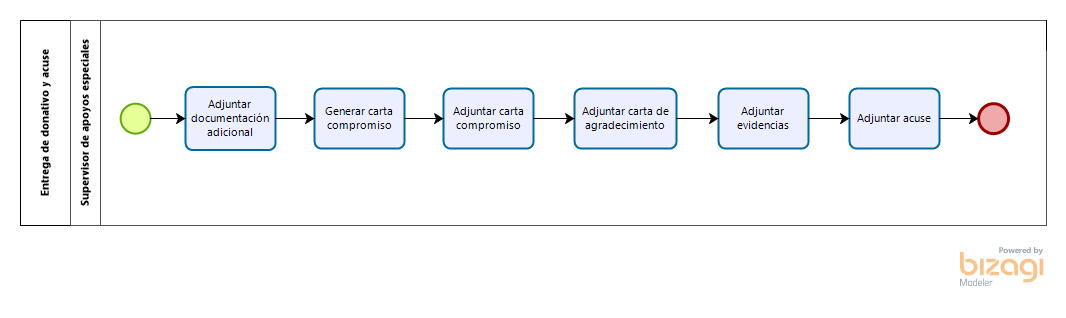 Entrega de donativo y acuse
Supervisor de apoyos especiales
Adjuntar
documentación
adicional
Generar carta
compromiso
Adjuntar carta
compromiso
Adjuntar carta de
agradecimiento
Adjuntar
evidencias
Adjuntar acuse
Powered by
bizagi
Modeler